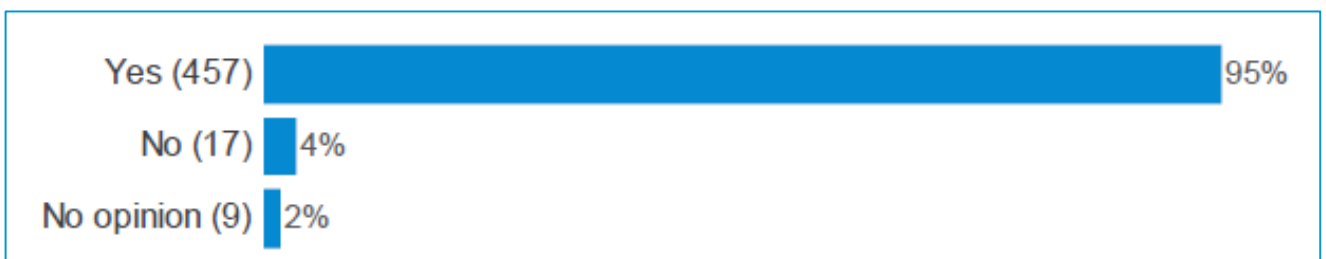 Yes (457) 95%
No (17) 4%
No opinion (9) 2%